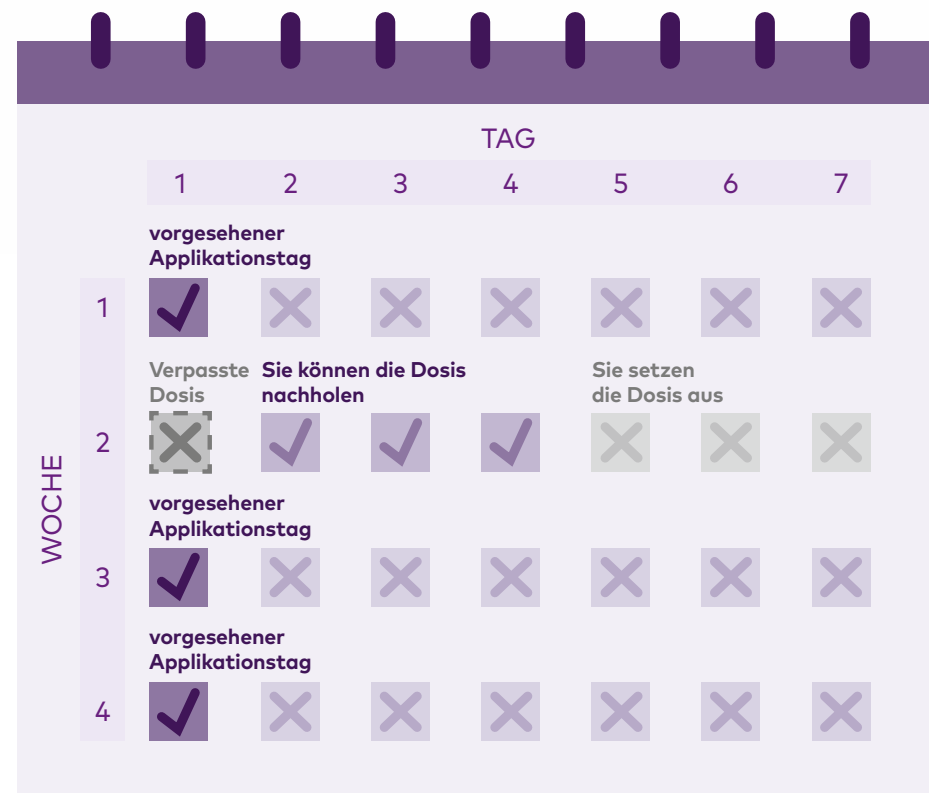 TAG
1 2 3 4 5 6 7
vorgesehener
Applikationstag
1
Verpasste Sie können die Dosis Sie setzen
Dosis nachholen die Dosis aus
2
WOCHE
vorgesehener
Applikationstag
3
vorgesehener
Applikationstag
4